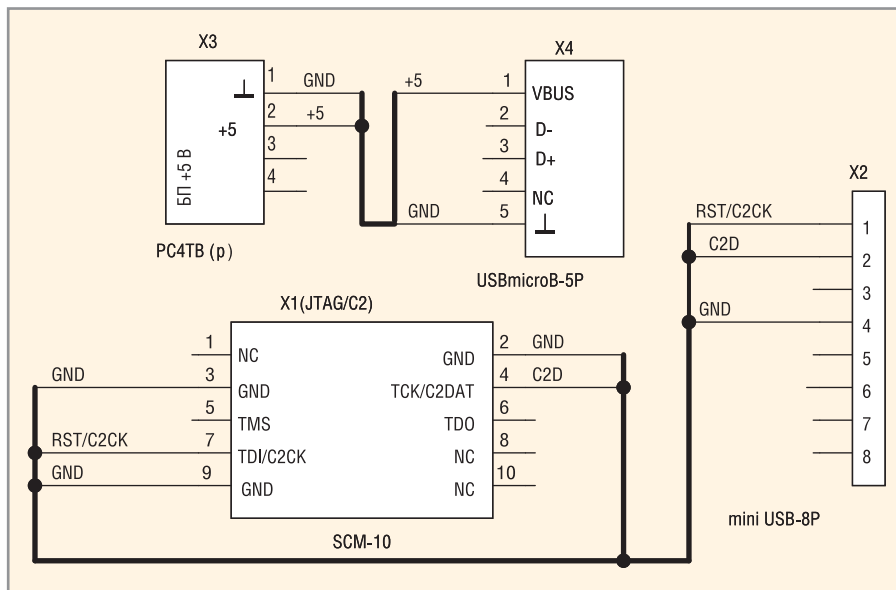 X3
1
GND
2
+5
+5
3
4
БП +5 В
PC4TB (p)
X4
+5
1
VBUS
2
D-
3
D+
4
NC
GND
5
USBmicroB-5P
X2
RST/C2CK
1
C2D
2
3
GND
4
5
6
7
8
mini USB-8P
X1(JTAG/C2)
1
NC
GND
3
GND
5
TMS
RST/C2CK
7
TDI/C2CK
GND
9
GND
2
GND
GND
4
C2D
TCK/C2DAT
6
TDO
8
NC
10
NC
SCM-10